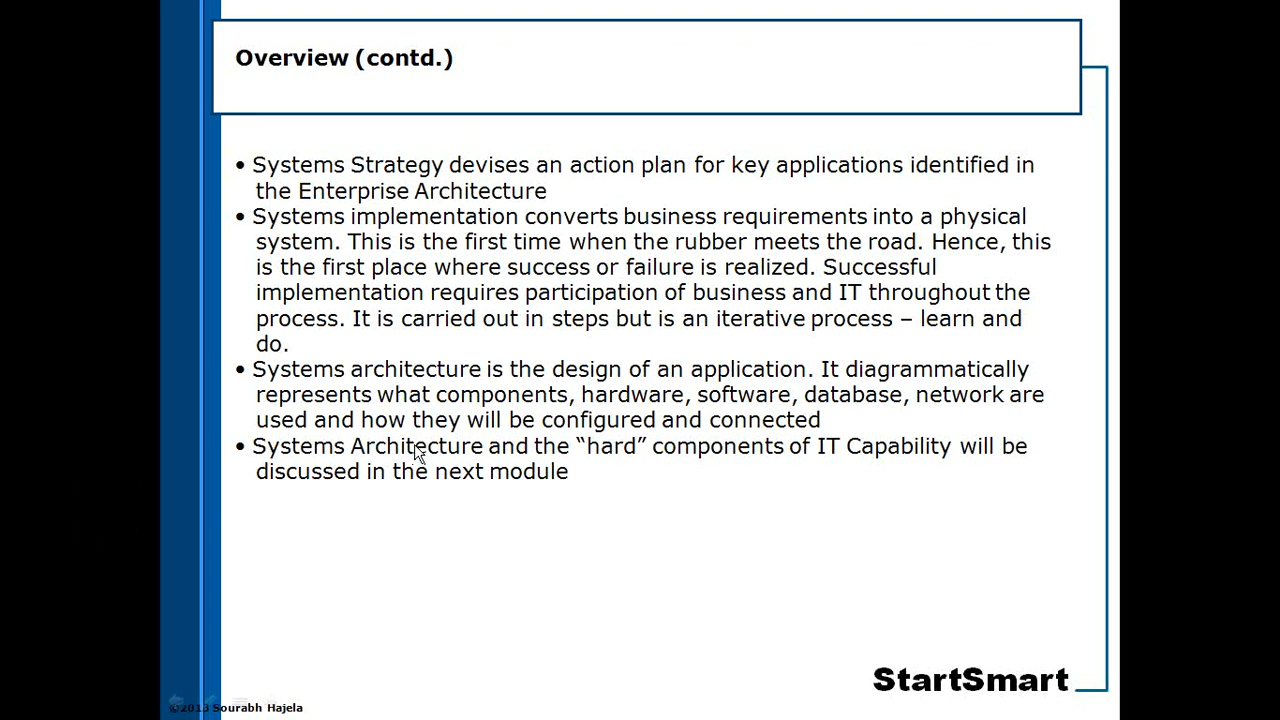 Overview (contd.)
• Systems Strategy devises an action plan for key applications identified in
the Enterprise Architecture
• Systems implementation converts business requirements into a physical
system. This is the first time when the rubber meets the road. Hence, this
is the first place where success or failure is realized. Successful
implementation requires participation of business and IT throughout the
process. It is carried out in steps but is an iterative process – learn and
do.
• Systems architecture is the design of an application. It diagrammatically
represents what components, hardware, software, database, network are
used and how they will be configured and connected
• Systems Architecture and the “hard” components of IT Capability will be
discussed in the next module
StartSmart
©2013 Sourabh Hajela